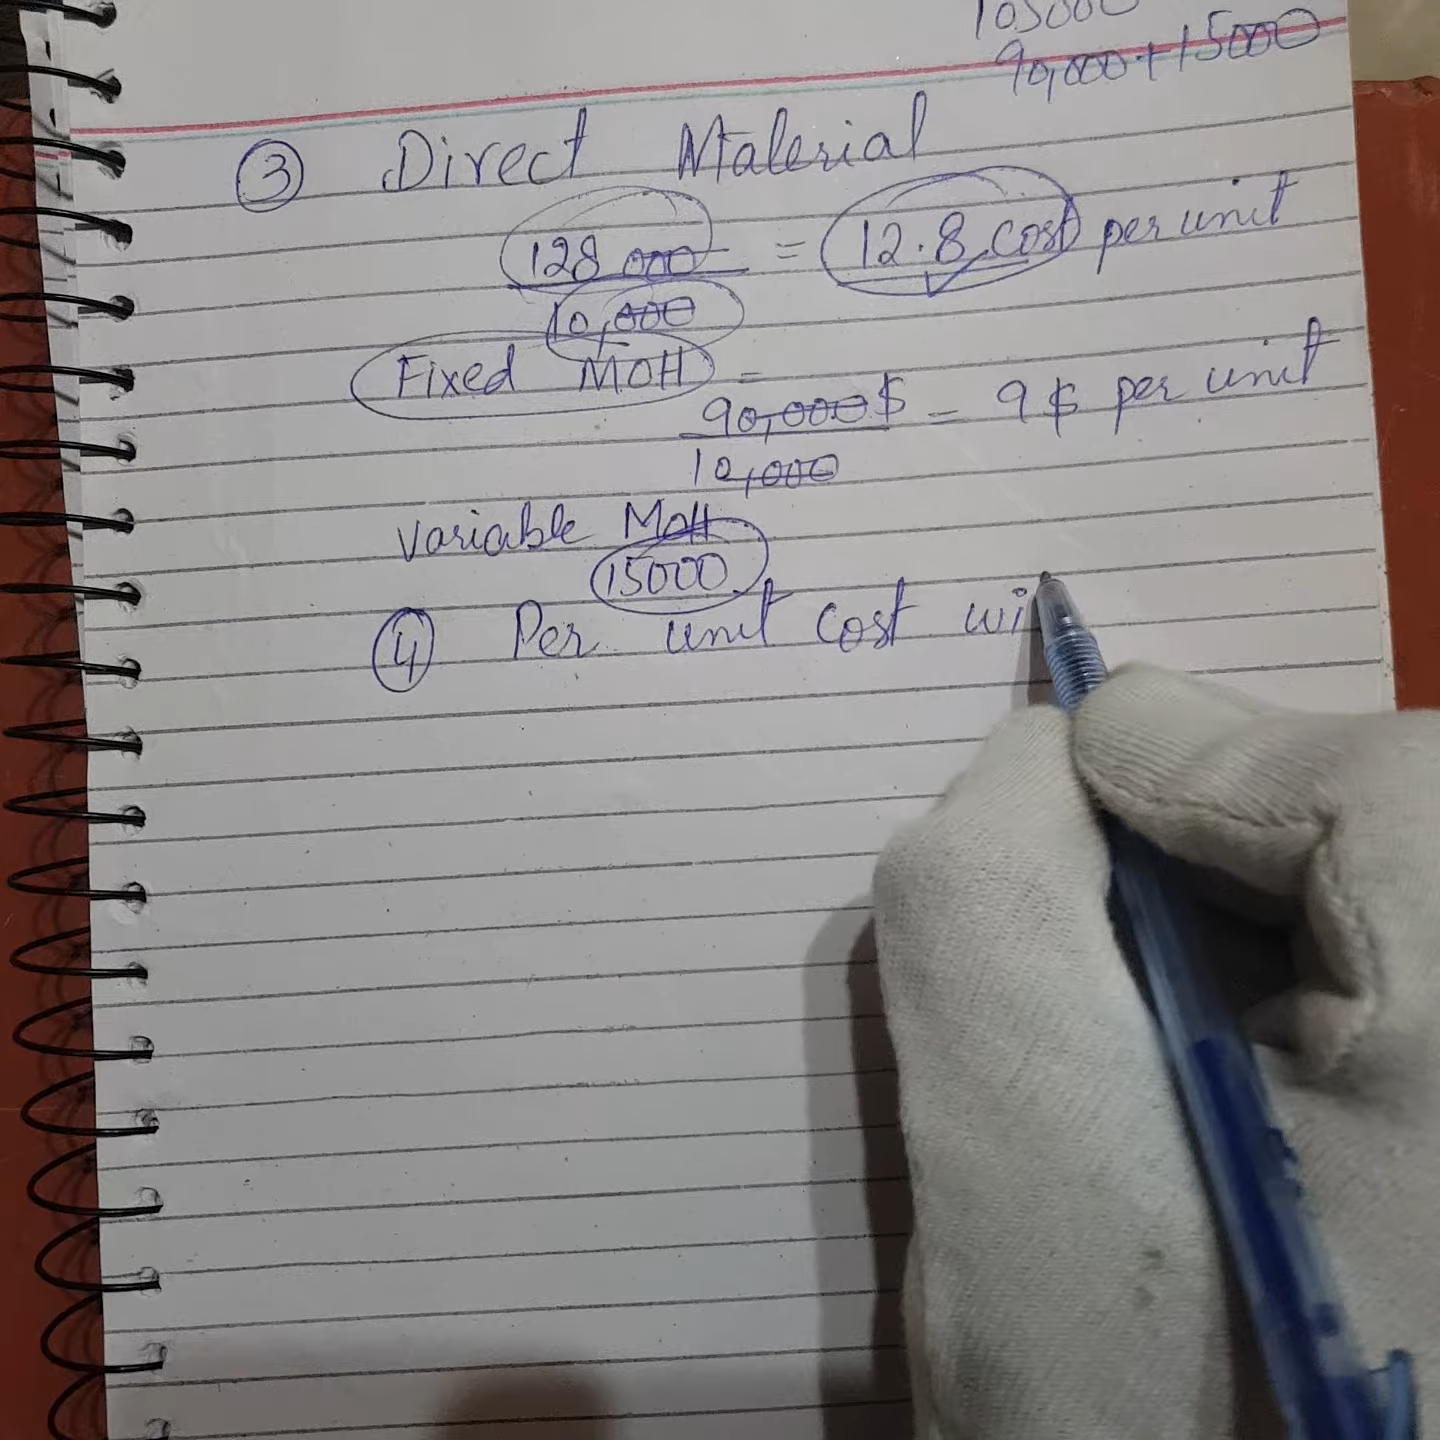 105000
90,000+15000
③ Direct Material
128 000 = 12.8 cost per unit
10,000
Fixed MOH =
90,000$ = 9$ per unit
10,000
variable MOH
15000
④ Per unit cost wi